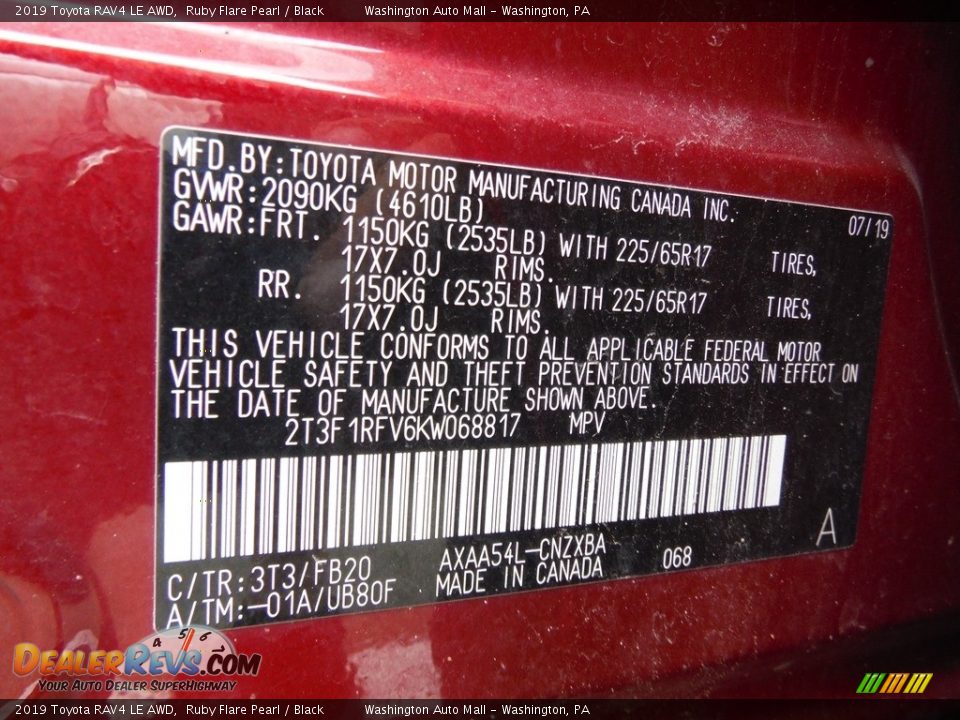 2019 Toyota RAV4 LE AWD, Ruby Flare Pearl / Black Washington Auto Mall - Washington, PA
MFD.BY:TOYOTA MOTOR MANUFACTURING CANADA INC.
GVWR:2090KG (4610LB) 07/19
GAWR:FRT. 1150KG (2535LB) WITH 225/65R17 TIRES,
17X7.0J RIMS.
RR. 1150KG (2535LB) WITH 225/65R17 TIRES,
17X7.0J RIMS.
THIS VEHICLE CONFORMS TO ALL APPLICABLE FEDERAL MOTOR
VEHICLE SAFETY AND THEFT PREVENTION STANDARDS IN EFFECT ON
THE DATE OF MANUFACTURE SHOWN ABOVE.
2T3F1RFV6KW068817 MPV
A
C/TR:3T3/FB20 AXAA54L-CNZXBA 068
A/TM:-01A/UB80F MADE IN CANADA
4 5 6
DealerRevs.com
Your Auto Dealer SuperHighway
2019 Toyota RAV4 LE AWD, Ruby Flare Pearl / Black Washington Auto Mall - Washington, PA